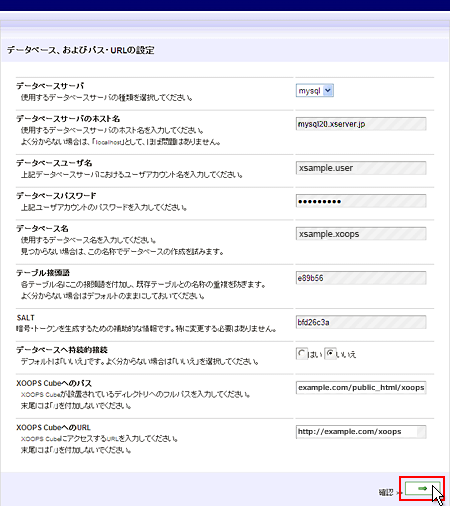 データベース、およびパス・URLの設定
データベースサーバ
使用するデータベースサーバの種類を選択してください。
mysql
データベースサーバのホスト名
使用するデータベースサーバのホスト名を入力してください。
よく分からない場合は、「localhost」として、ほぼ問題はありません。
mysql20.xserver.jp
データベースユーザ名
上記データベースサーバにおけるユーザアカウント名を入力してください。
xsample.user
データベースパスワード
上記ユーザアカウントのパスワードを入力してください。
●●●●●●●●●
データベース名
使用するデータベース名を入力してください。
見つからない場合は、この名称でデータベースの作成を試みます。
xsample.xoops
テーブル接頭語
各テーブル名にこの接頭語を付加し、既存テーブルとの名称の重複を防ぎます。
よく分からない場合はデフォルトのままにしておいてください。
e89b56
SALT
暗号・トークンを生成するための補助的な情報です。特に変更する必要はありません。
bfd26c3a
データベースへ持続的接続
デフォルトは「いいえ」です。よく分からない場合は「いいえ」を選択してください。
はい いいえ
XOOPS Cubeへのパス
XOOPS Cubeが設置されているディレクトリへのフルパスを入力してください。
末尾には「/」を付加しないでください。
example.com/public_html/xoops
XOOPS CubeへのURL
XOOPS CubeにアクセスするURLを入力してください。
末尾には「/」を付加しないでください。
http://example.com/xoops
確認 >>